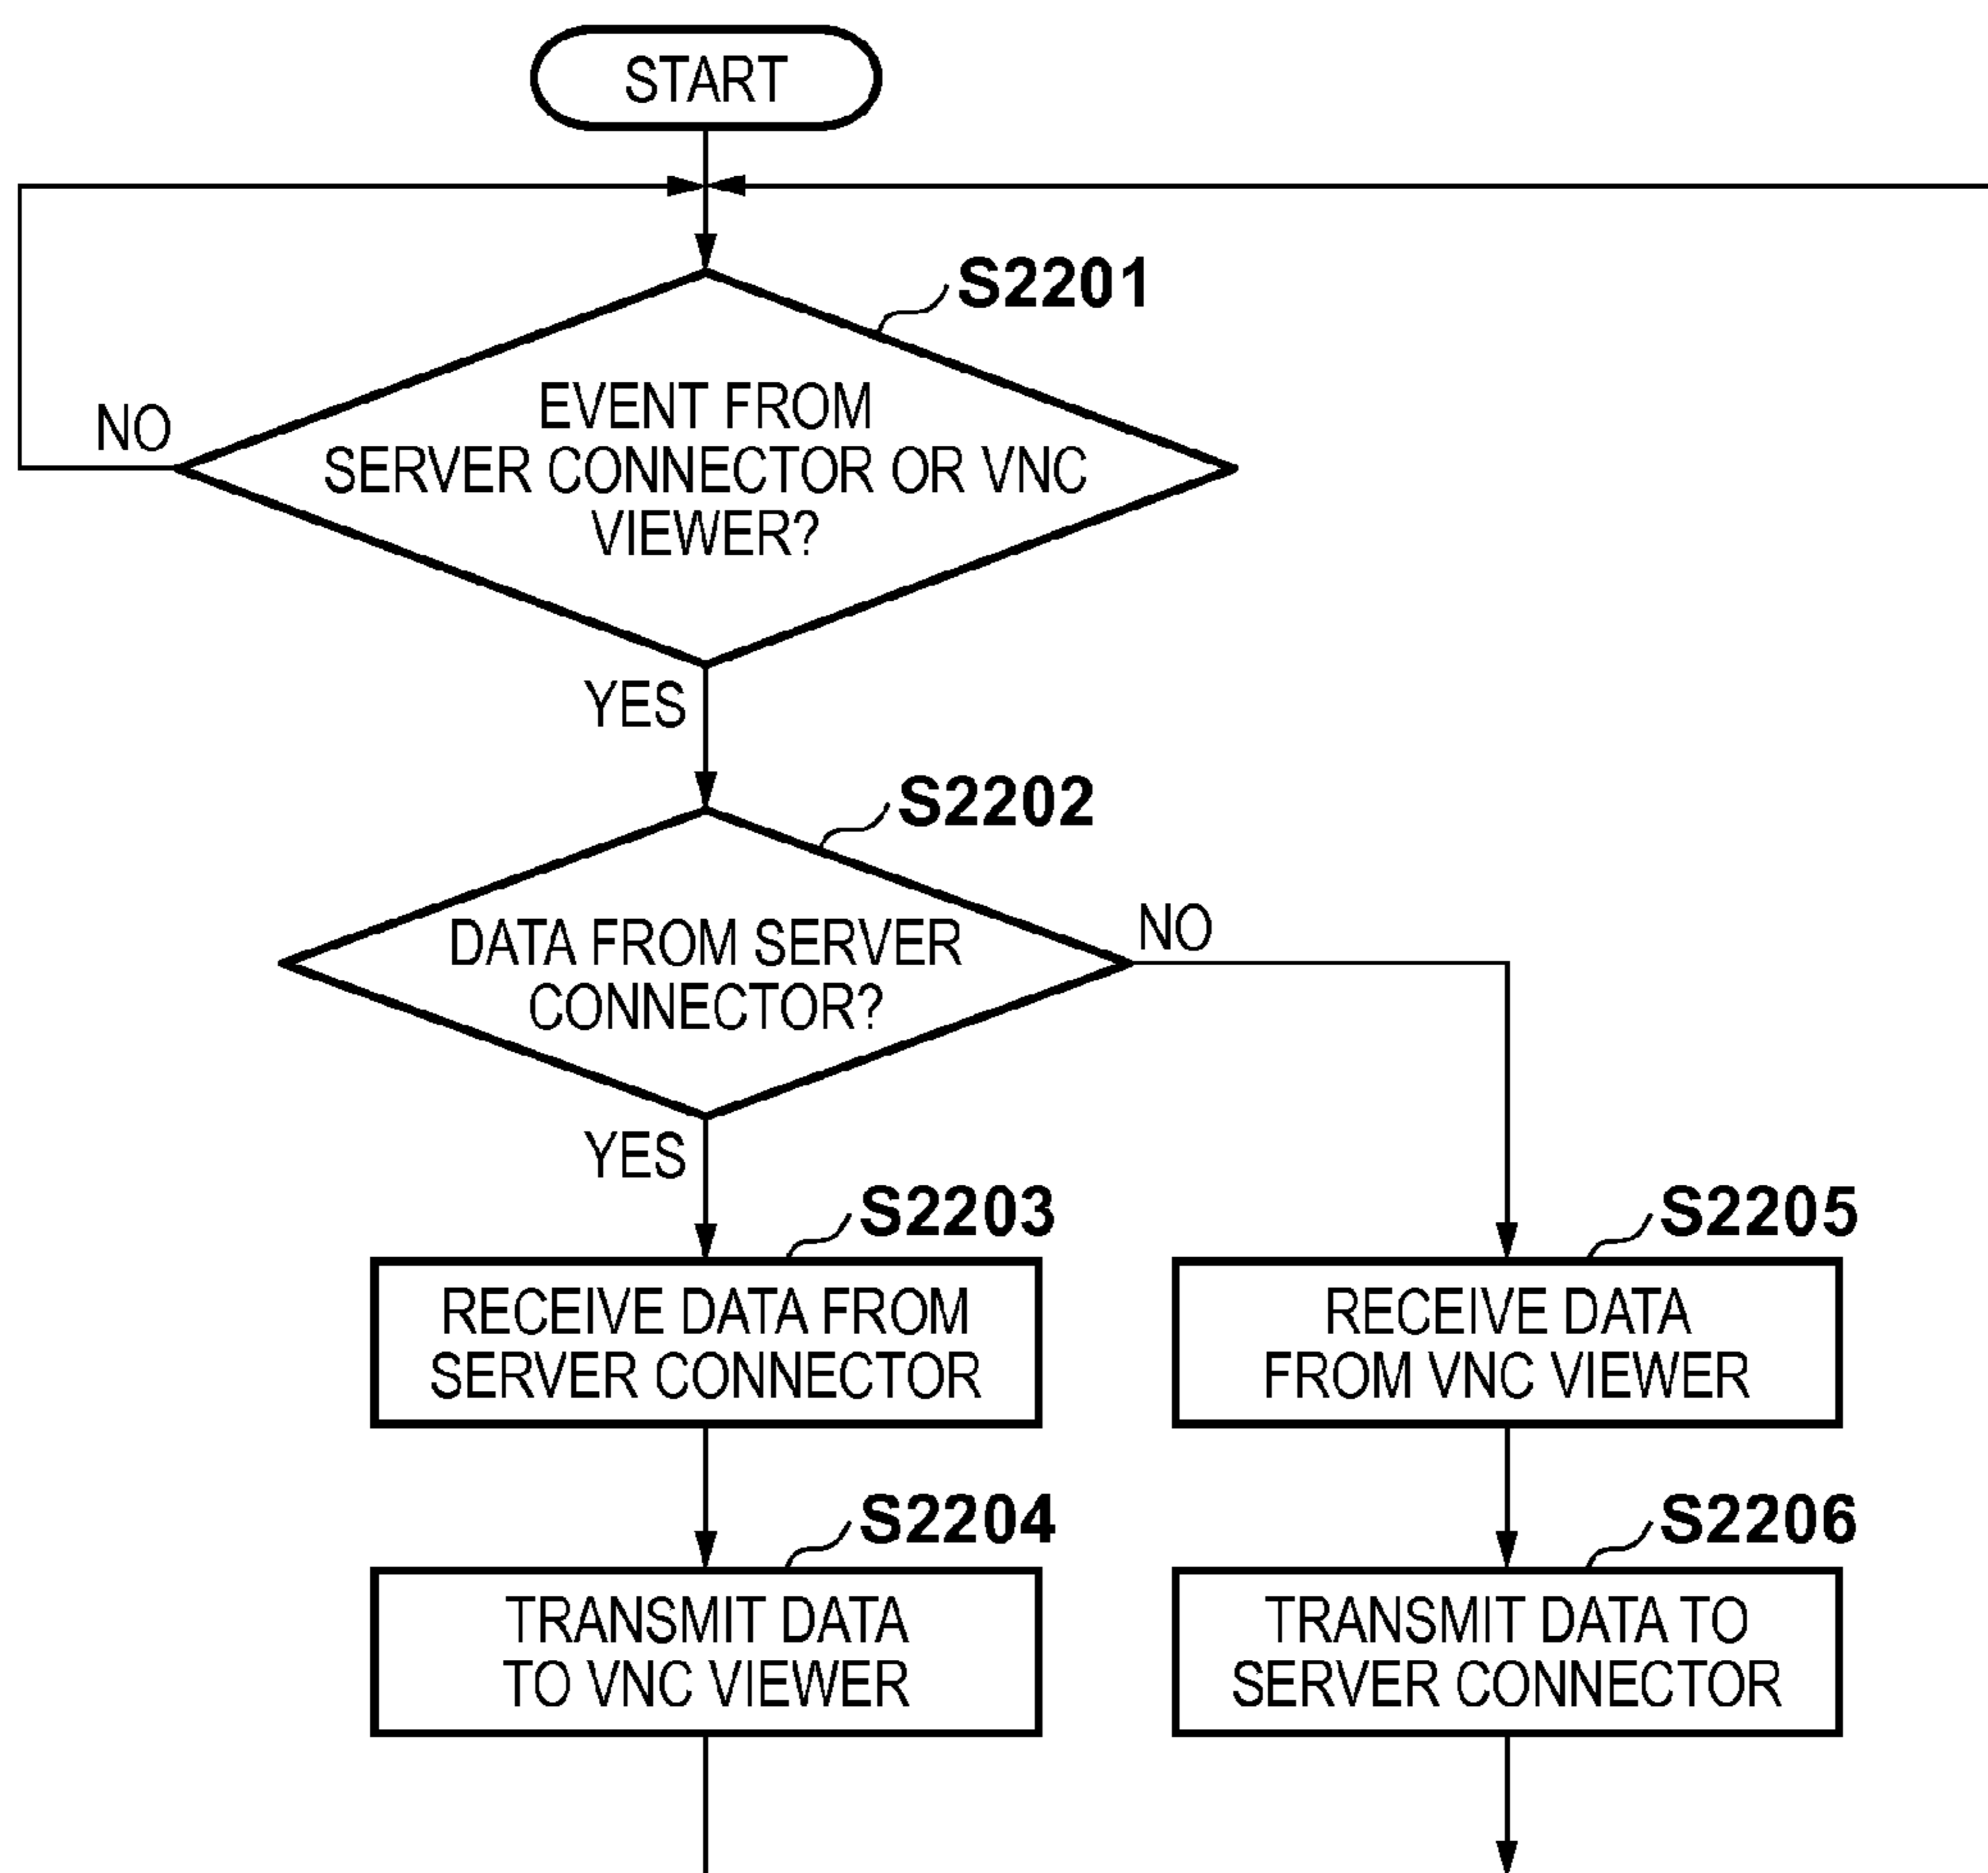 START
S2201
EVENT FROM
SERVER CONNECTOR OR VNC
VIEWER?
NO
YES
S2202
DATA FROM SERVER
CONNECTOR?
NO
YES
S2203
RECEIVE DATA FROM
SERVER CONNECTOR
S2205
RECEIVE DATA
FROM VNC VIEWER
S2204
TRANSMIT DATA
TO VNC VIEWER
S2206
TRANSMIT DATA TO
SERVER CONNECTOR